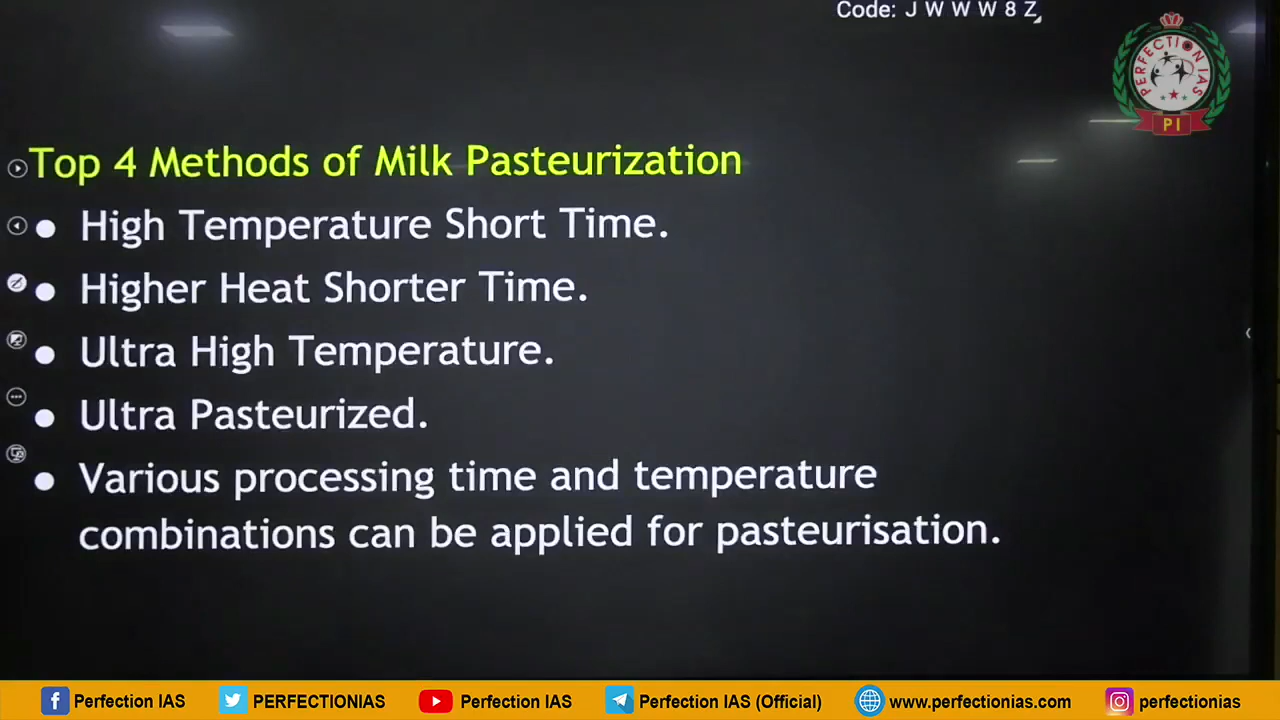 Code: J W W W 8 Z
PERFECTION IAS
PI
Top 4 Methods of Milk Pasteurization
● High Temperature Short Time.
● Higher Heat Shorter Time.
● Ultra High Temperature.
● Ultra Pasteurized.
● Various processing time and temperature
combinations can be applied for pasteurisation.
Perfection IAS PERFECTIONIAS Perfection IAS Perfection IAS (Official) www.perfectionias.com perfectionias